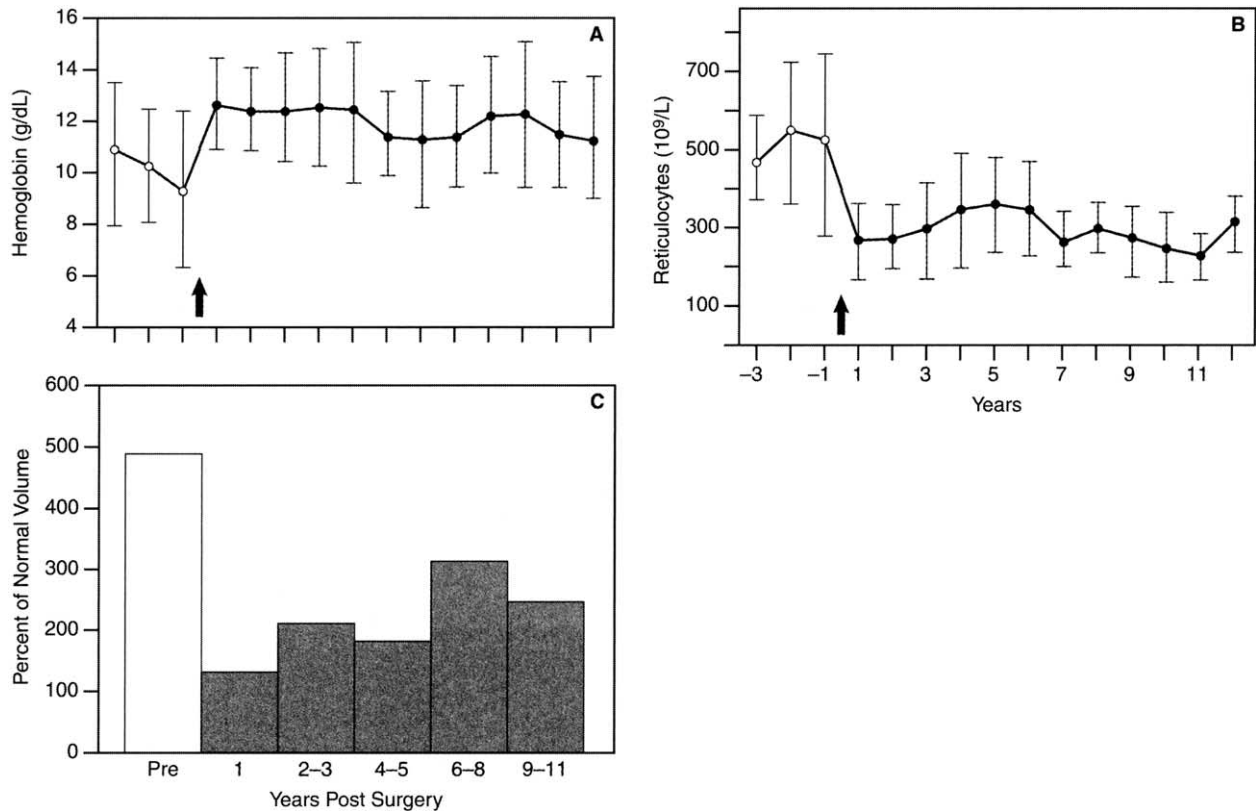 A
Hemoglobin (g/dL)
16
14
12
10
8
6
4
B
Reticulocytes (10⁹/L)
700
500
300
100
–3 –1 1 3 5 7 9 11
Years
C
Percent of Normal Volume
600
500
400
300
200
100
0
Pre 1 2–3 4–5 6–8 9–11
Years Post Surgery